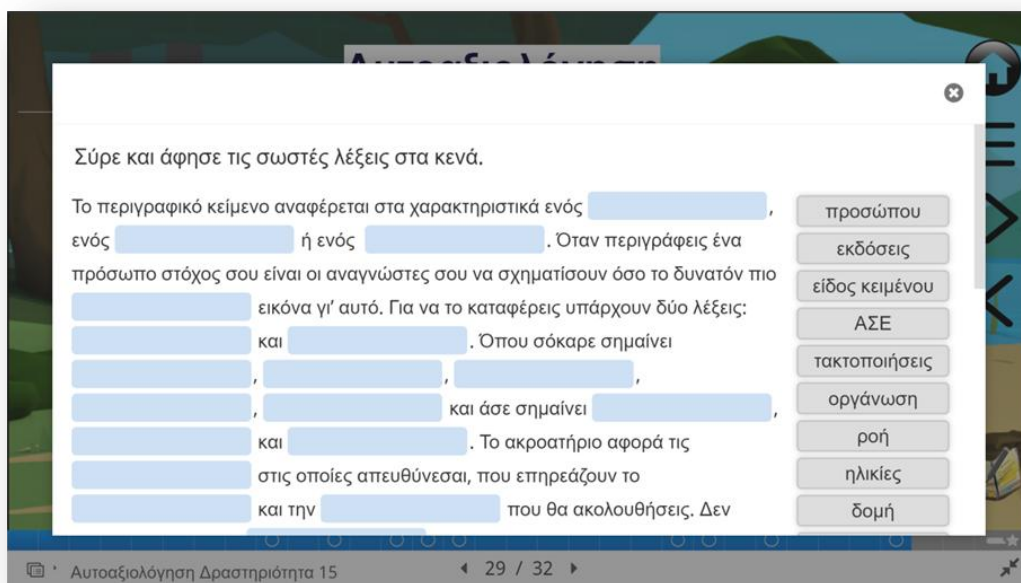 Αυτοαξιολόγηση
Σύρε και άφησε τις σωστές λέξεις στα κενά.
Το περιγραφικό κείμενο αναφέρεται στα χαρακτηριστικά ενός ,
ενός ή ενός . Όταν περιγράφεις ένα
πρόσωπο στόχος σου είναι οι αναγνώστες σου να σχηματίσουν όσο το δυνατόν πιο
εικόνα γι' αυτό. Για να το καταφέρεις υπάρχουν δύο λέξεις:
και . Όπου σόκαρε σημαίνει
, , ,
, και άσε σημαίνει ,
και . Το ακροατήριο αφορά τις
στις οποίες απευθύνεσαι, που επηρεάζουν το
και την που θα ακολουθήσεις. Δεν
προσώπου
εκδόσεις
είδος κειμένου
ΑΣΕ
τακτοποιήσεις
οργάνωση
ροή
ηλικίες
δομή
Αυτοαξιολόγηση Δραστηριότητα 15
29 / 32